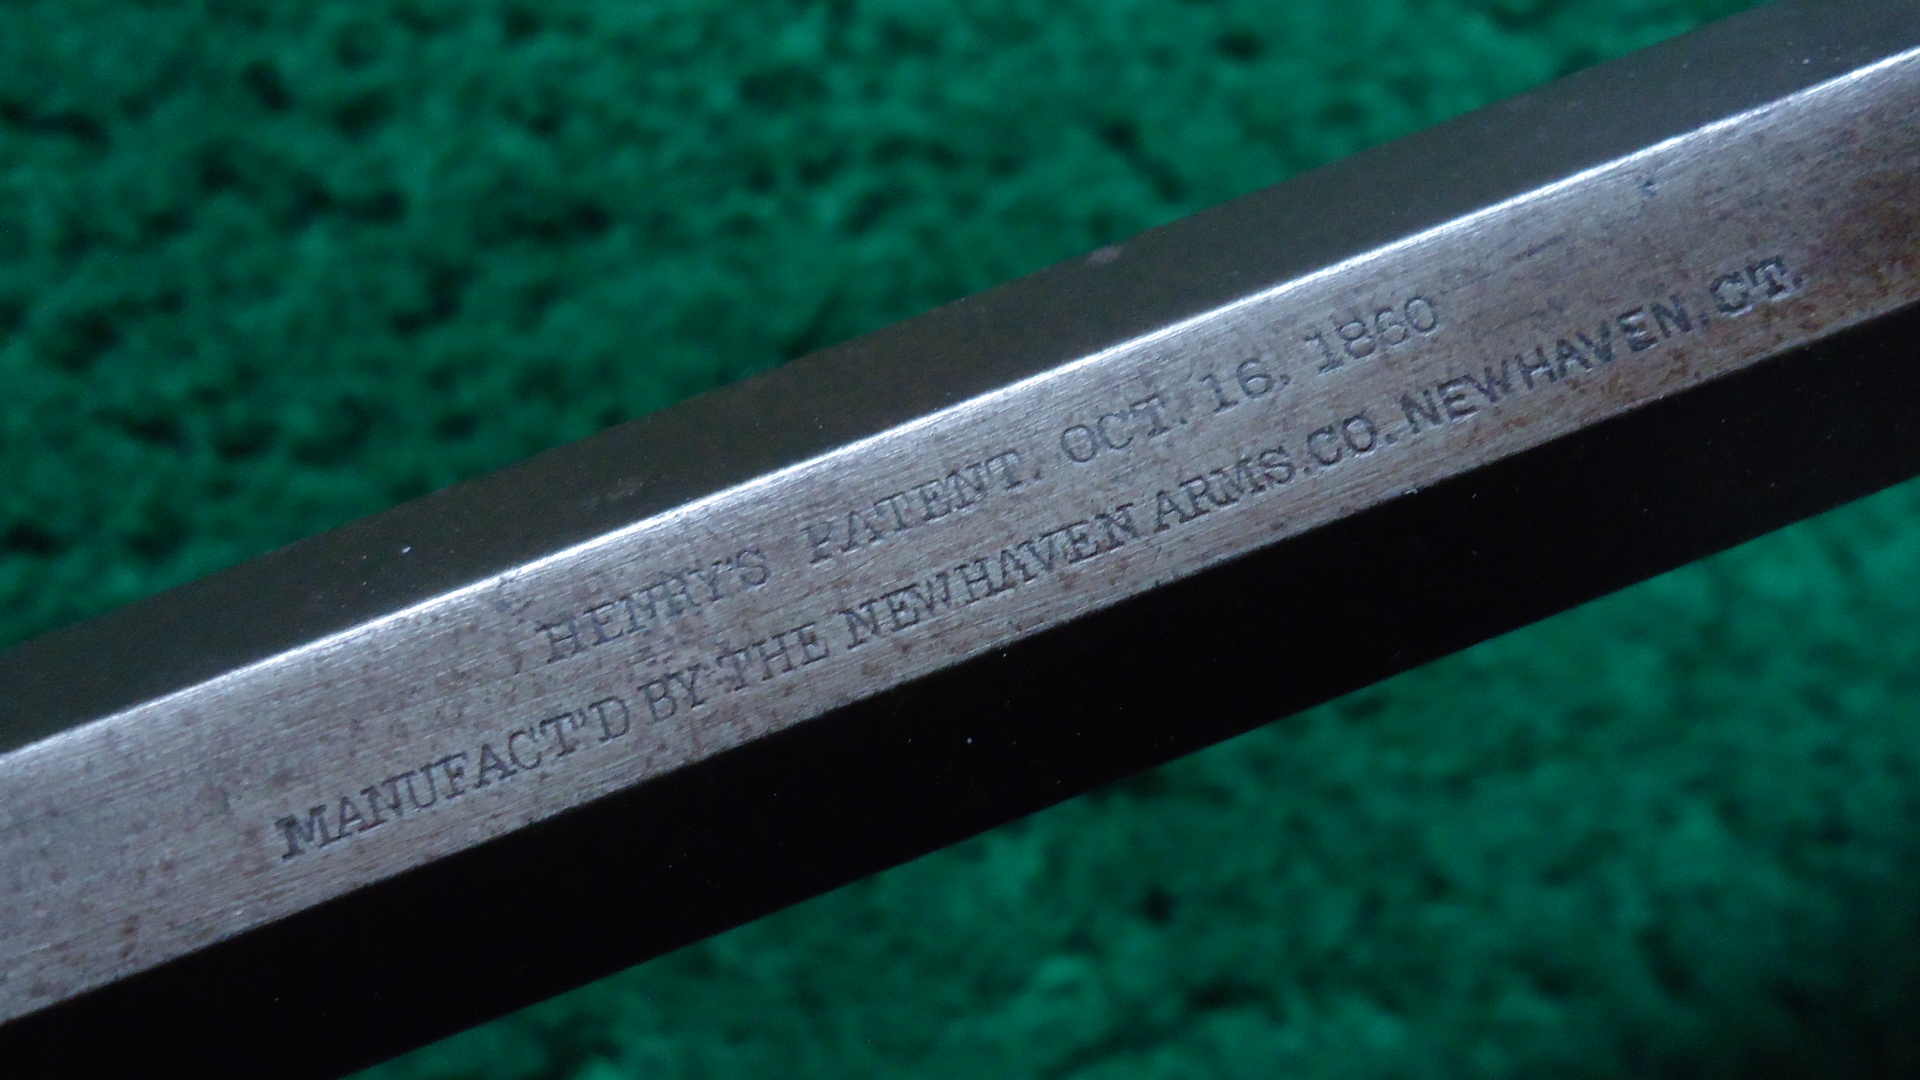 HENRY'S PATENT. OCT. 16. 1860
MANUFACT'D BY THE NEWHAVEN ARMS.CO. NEWHAVEN.CT.